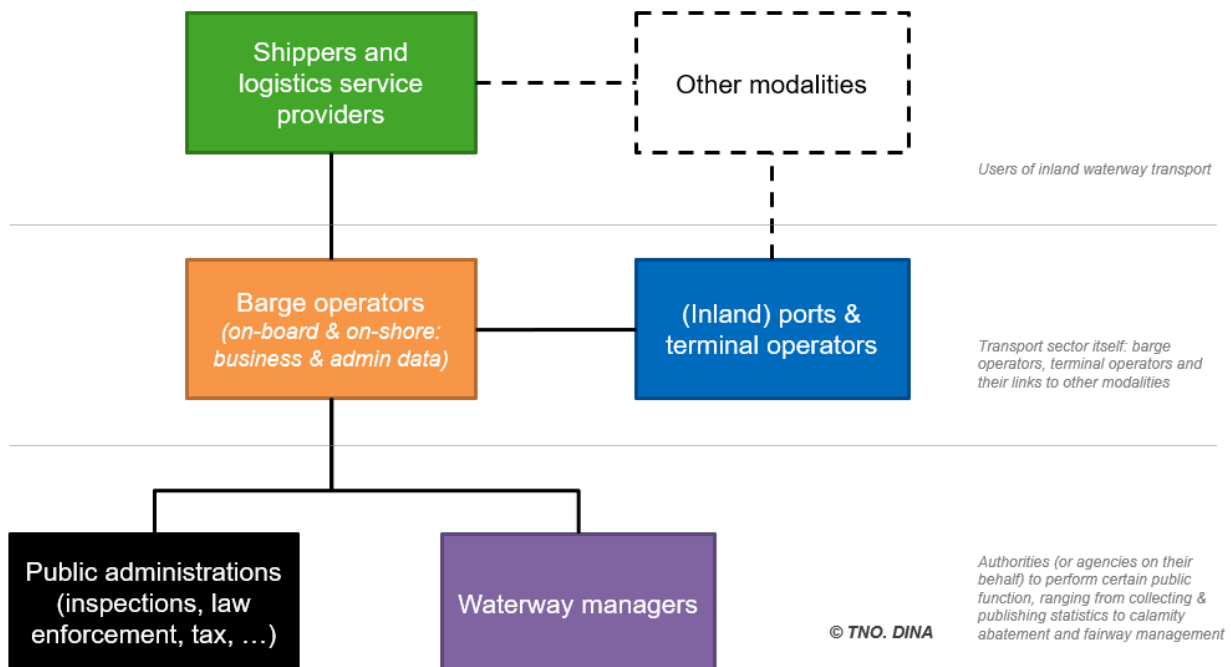 Shippers and
logistics service
providers
Other modalities
Users of inland waterway transport
Barge operators
(on-board & on-shore:
business & admin data)
(Inland) ports &
terminal operators
Transport sector itself: barge
operators, terminal operators and
their links to other modalities
Public administrations
(inspections, law
enforcement, tax, …)
Waterway managers
© TNO. DINA
Authorities (or agencies on their
behalf) to perform certain public
function, ranging from collecting &
publishing statistics to calamity
abatement and fairway management